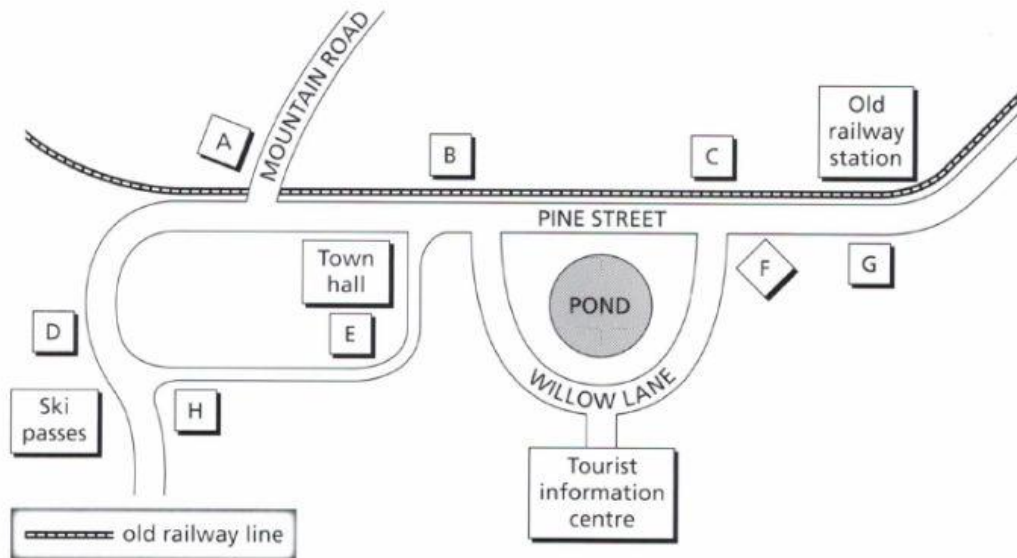 MOUNTAIN ROAD
A
B
C
Old
railway
station
PINE STREET
Town
hall
F
G
POND
D
E
WILLOW LANE
Ski
passes
H
Tourist
information
centre
old railway line